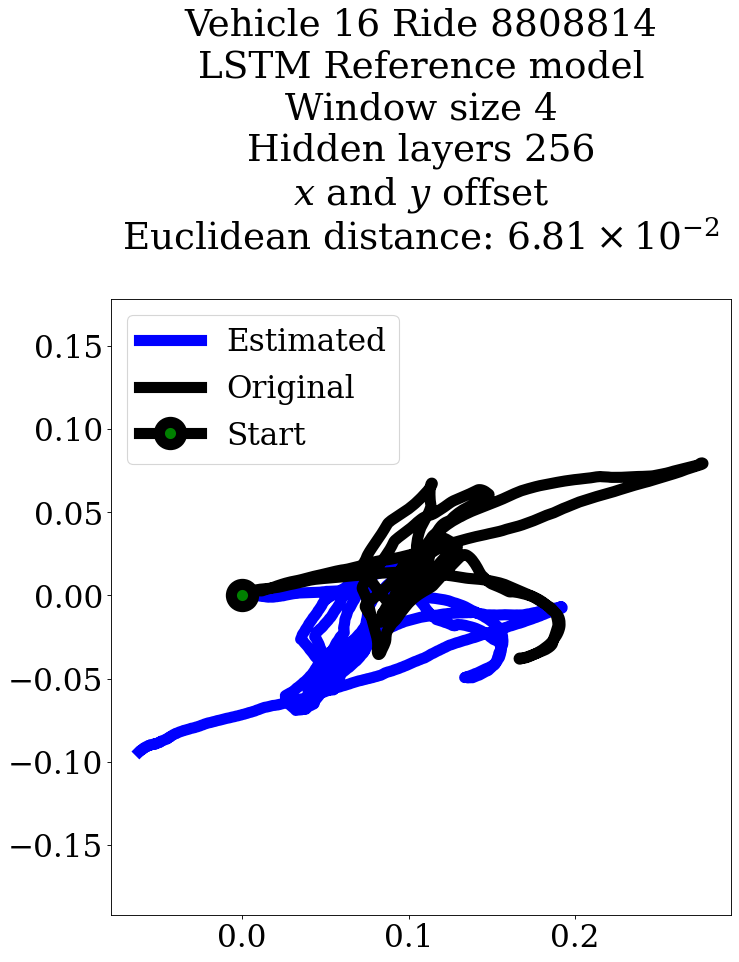 Vehicle 16 Ride 8808814
LSTM Reference model
Window size 4
Hidden layers 256
x and y offset
Euclidean distance: 6.81 × 10⁻²
Estimated
Original
Start
0.15
0.10
0.05
0.00
−0.05
−0.10
−0.15
0.0 0.1 0.2